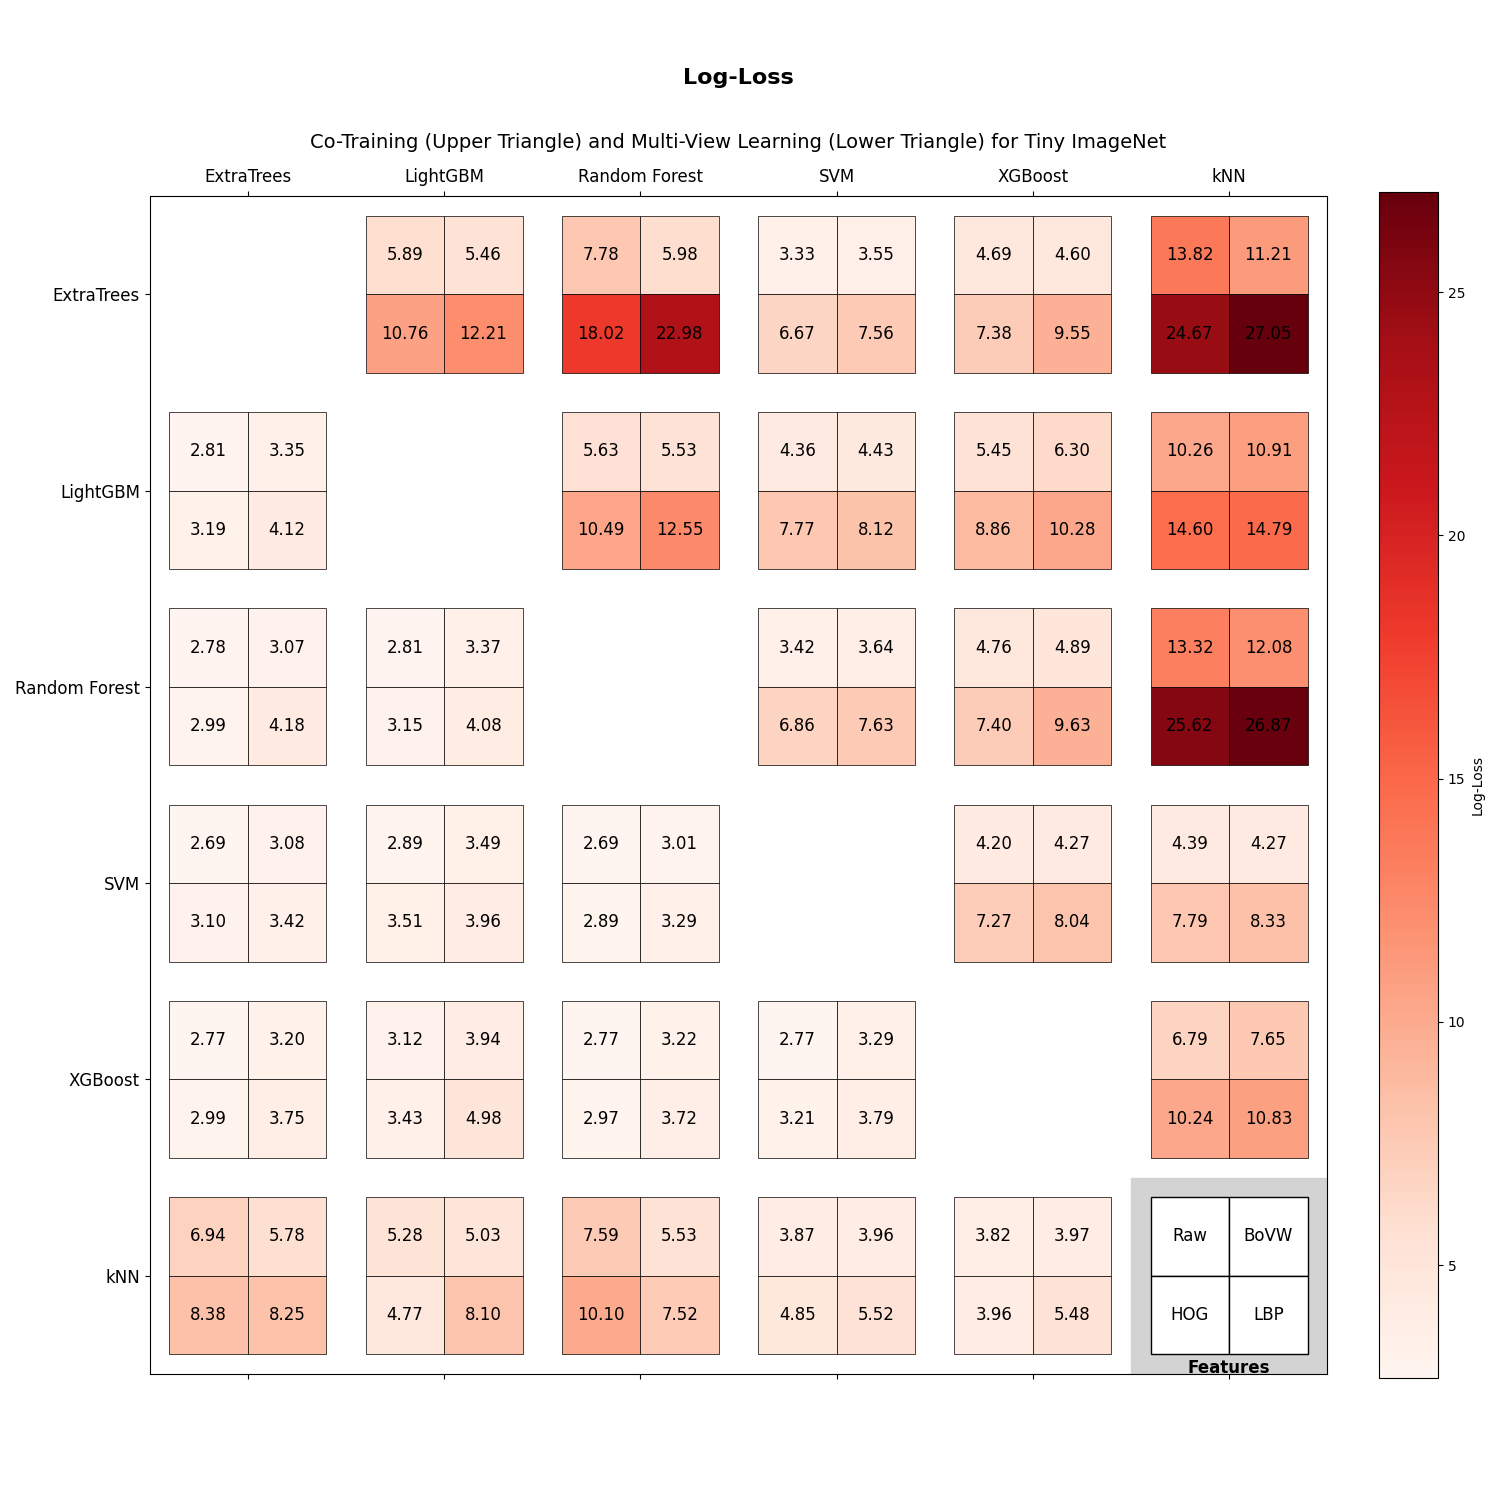 Log-Loss
Co-Training (Upper Triangle) and Multi-View Learning (Lower Triangle) for Tiny ImageNet
ExtraTrees LightGBM Random Forest SVM XGBoost kNN
5.89 5.46 7.78 5.98 3.33 3.55 4.69 4.60 13.82 11.21
ExtraTrees
10.76 12.21 18.02 22.98 6.67 7.56 7.38 9.55 24.67 27.05
2.81 3.35 5.63 5.53 4.36 4.43 5.45 6.30 10.26 10.91
LightGBM
3.19 4.12 10.49 12.55 7.77 8.12 8.86 10.28 14.60 14.79
2.78 3.07 2.81 3.37 3.42 3.64 4.76 4.89 13.32 12.08
Random Forest
2.99 4.18 3.15 4.08 6.86 7.63 7.40 9.63 25.62 26.87
2.69 3.08 2.89 3.49 2.69 3.01 4.20 4.27 4.39 4.27
SVM
3.10 3.42 3.51 3.96 2.89 3.29 7.27 8.04 7.79 8.33
2.77 3.20 3.12 3.94 2.77 3.22 2.77 3.29 6.79 7.65
XGBoost
2.99 3.75 3.43 4.98 2.97 3.72 3.21 3.79 10.24 10.83
6.94 5.78 5.28 5.03 7.59 5.53 3.87 3.96 3.82 3.97 Raw BoVW
kNN
8.38 8.25 4.77 8.10 10.10 7.52 4.85 5.52 3.96 5.48 HOG LBP
Features
25
20
15
10
5
Log-Loss